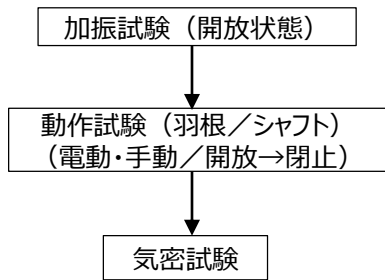 加振試験（開放状態）
動作試験（羽根／シャフト）
（電動・手動／開放→閉止）
気密試験